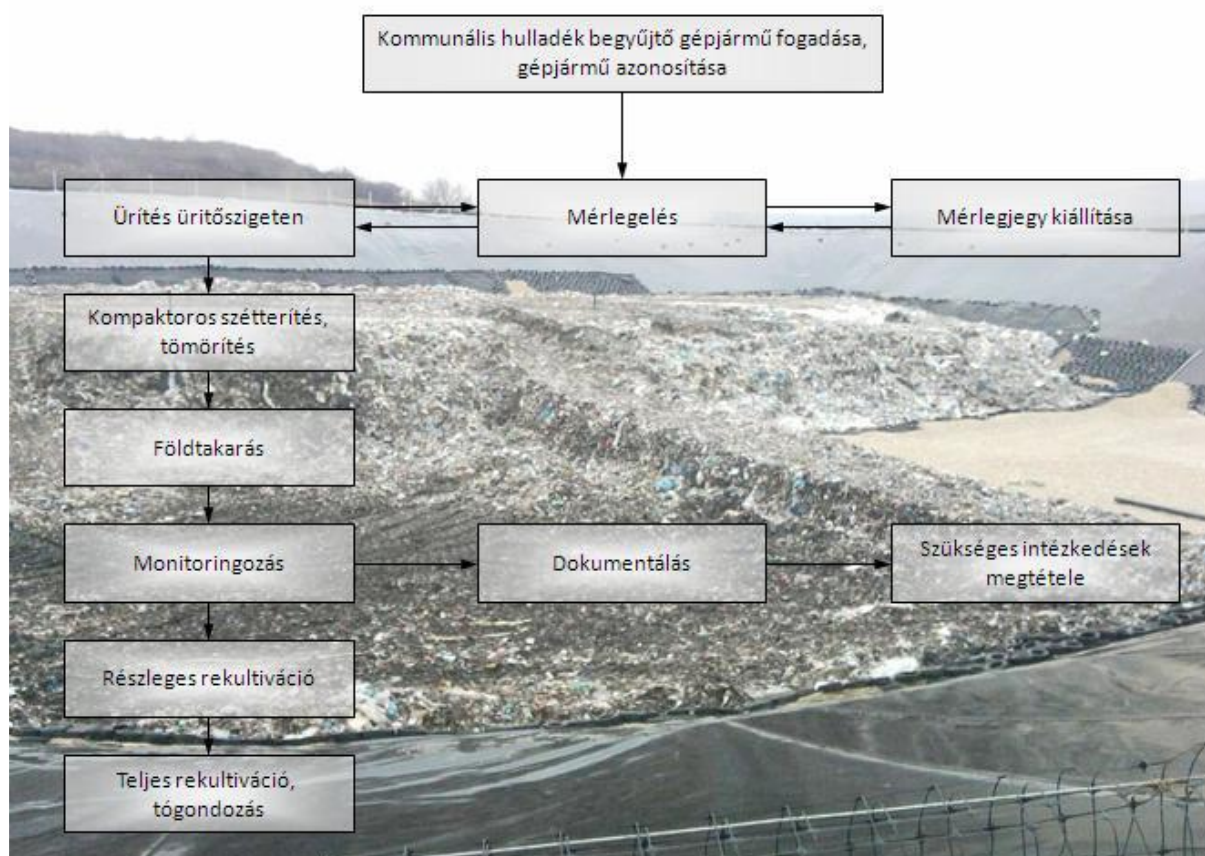 Kommunális hulladék begyűjtő gépjármű fogadása,
gépjármű azonosítása
Ürítés üritőszigeten
Mérlegelés
Mérlegjegy kiállítása
Kompaktoros szétterítés,
tömörítés
Földtakarás
Monitoringozás
Dokumentálás
Szükséges intézkedések
megtétele
Részleges rekultiváció
Teljes rekultiváció,
tógondozás